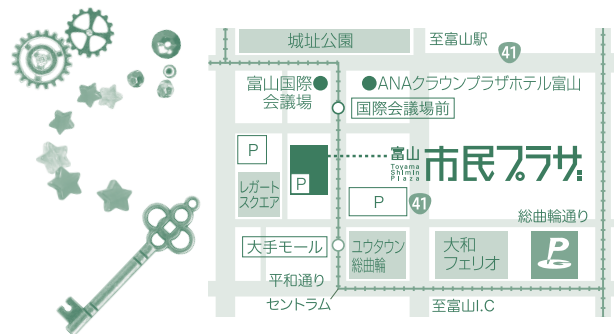 城址公園
至富山駅
41
富山国際
会議場
ANAクラウンプラザホテル富山
国際会議場前
P
富山
Toyama
Shimin
Plaza
市民プラザ
レガート
スクエア
P
P
41
総曲輪通り
大手モール
ユウタウン
総曲輪
大和
フェリオ
P
平和通り
セントラム
至富山I.C